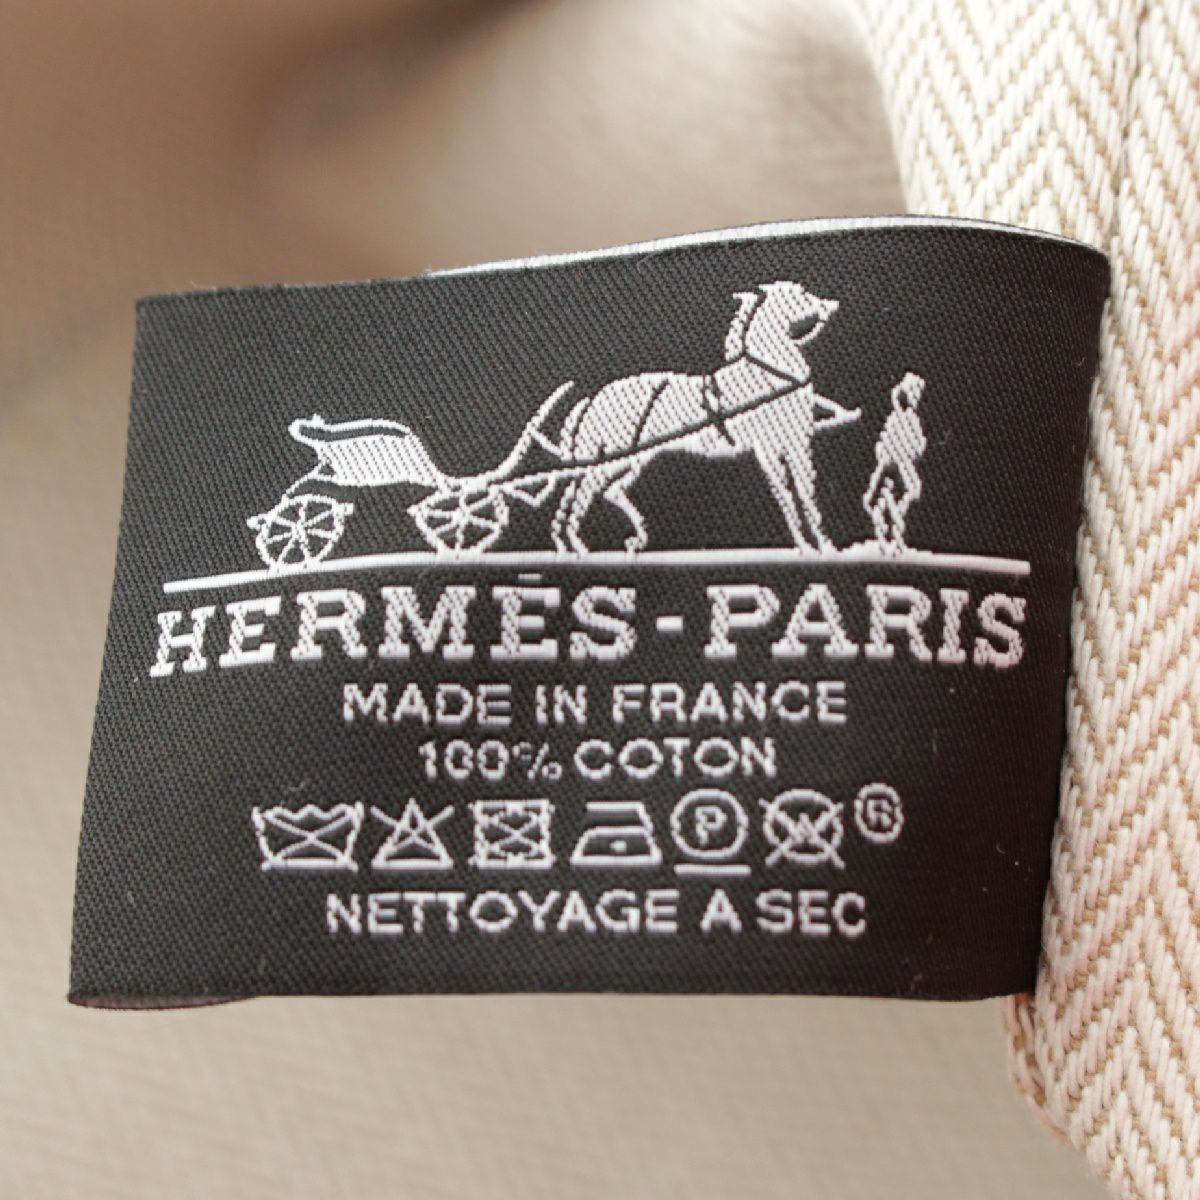 HERMÈS-PARIS
MADE IN FRANCE
100% COTON
P W ®
NETTOYAGE A SEC